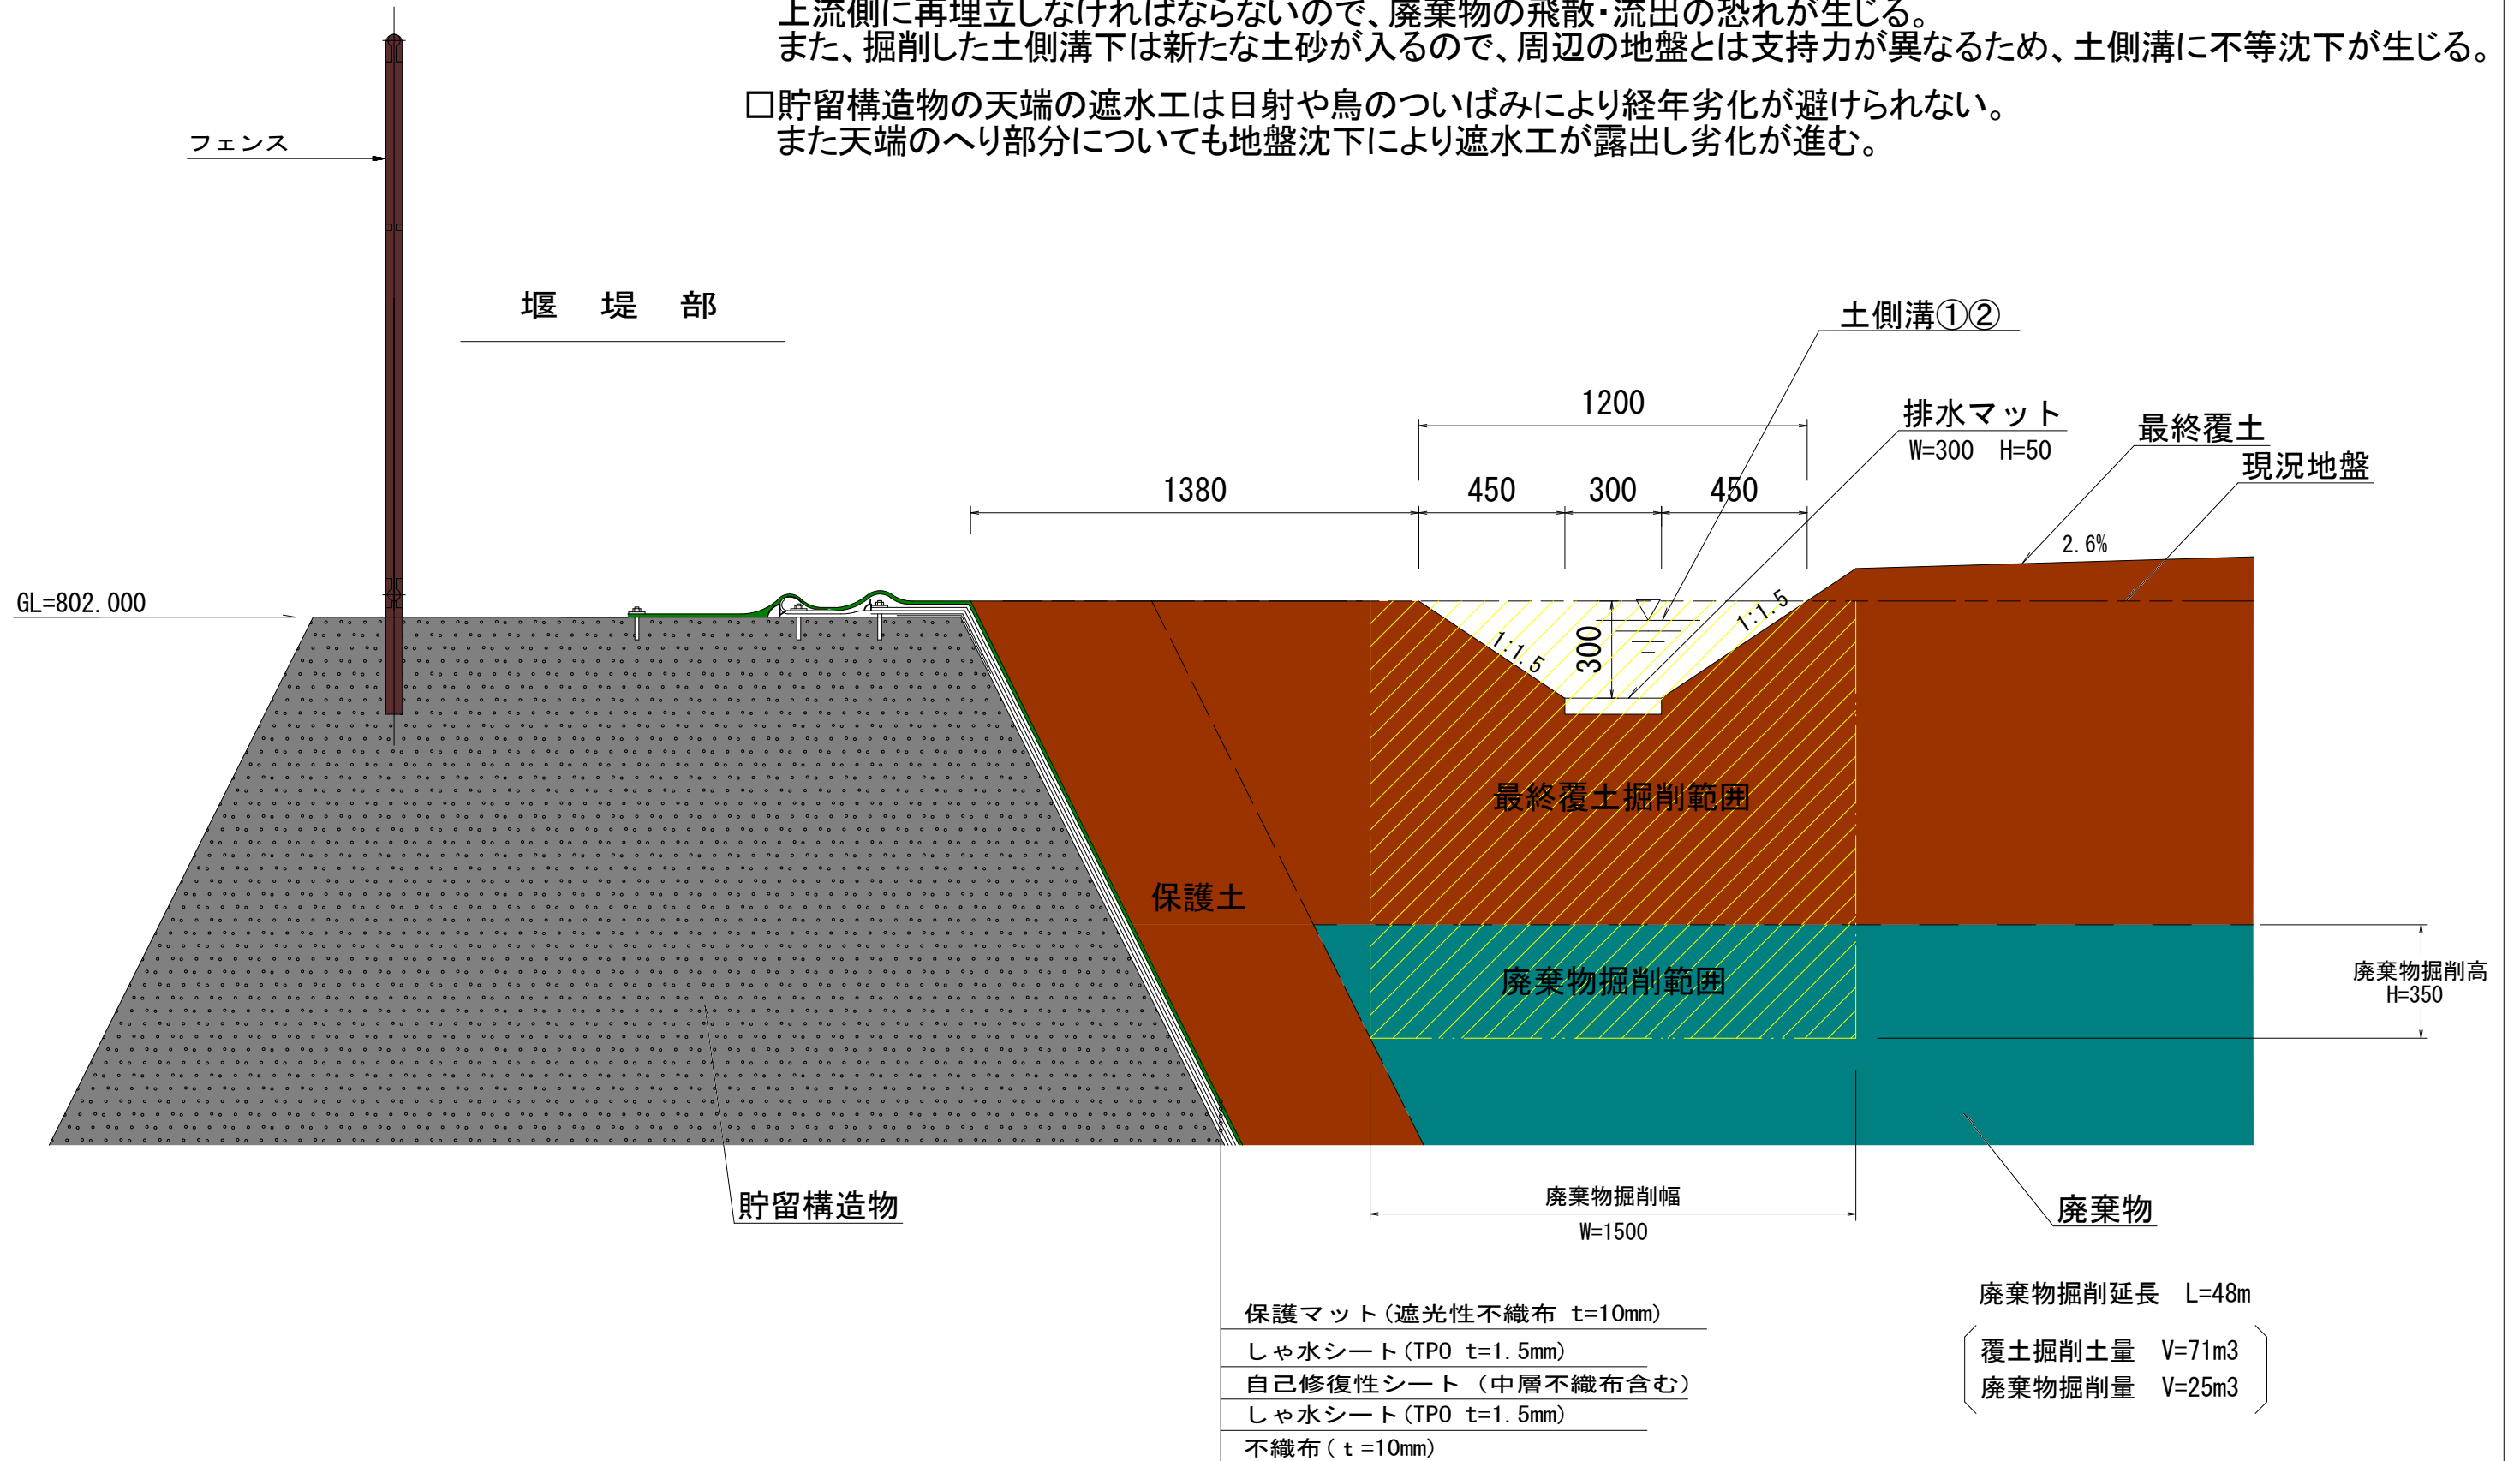 上流側に再埋立しなければならないので、廃棄物の飛散・流出の恐れが生じる。
また、掘削した土側溝下は新たな土砂が入るので、周辺の地盤とは支持力が異なるため、土側溝に不等沈下が生じる。
□貯留構造物の天端の遮水工は日射や鳥のついばみにより経年劣化が避けられない。
また天端のへり部分についても地盤沈下により遮水工が露出し劣化が進む。
フェンス
堰 堤 部
土側溝①②
1200
排水マット
W=300 H=50
最終覆土
現況地盤
1380
450
300
450
2.6%
GL=802.000
1:1.5
300
1:1.5
最終覆土掘削範囲
保護土
廃棄物掘削範囲
廃棄物掘削高
H=350
貯留構造物
廃棄物掘削幅
W=1500
廃棄物
保護マット(遮光性不織布 t=10mm)
しゃ水シート(TPO t=1.5mm)
自己修復性シート (中層不織布含む)
しゃ水シート(TPO t=1.5mm)
不織布(t=10mm)
廃棄物掘削延長 L=48m
覆土掘削土量 V=71m3
廃棄物掘削量 V=25m3